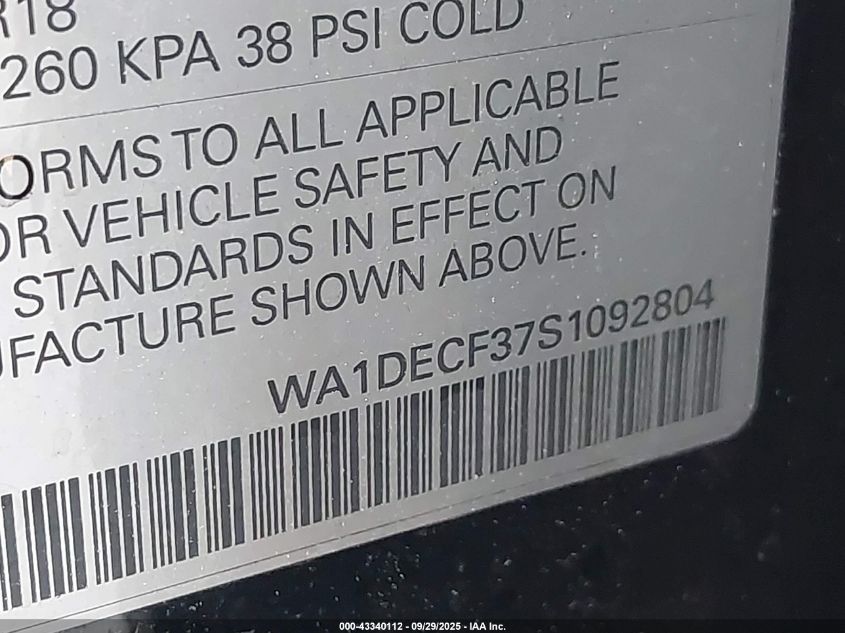 R18
260 KPA 38 PSI COLD
ORMS TO ALL APPLICABLE
OR VEHICLE SAFETY AND
STANDARDS IN EFFECT ON
UFACTURE SHOWN ABOVE.
WA1DECF37S1092804
000-43340112 - 09/29/2025 - IAA Inc.